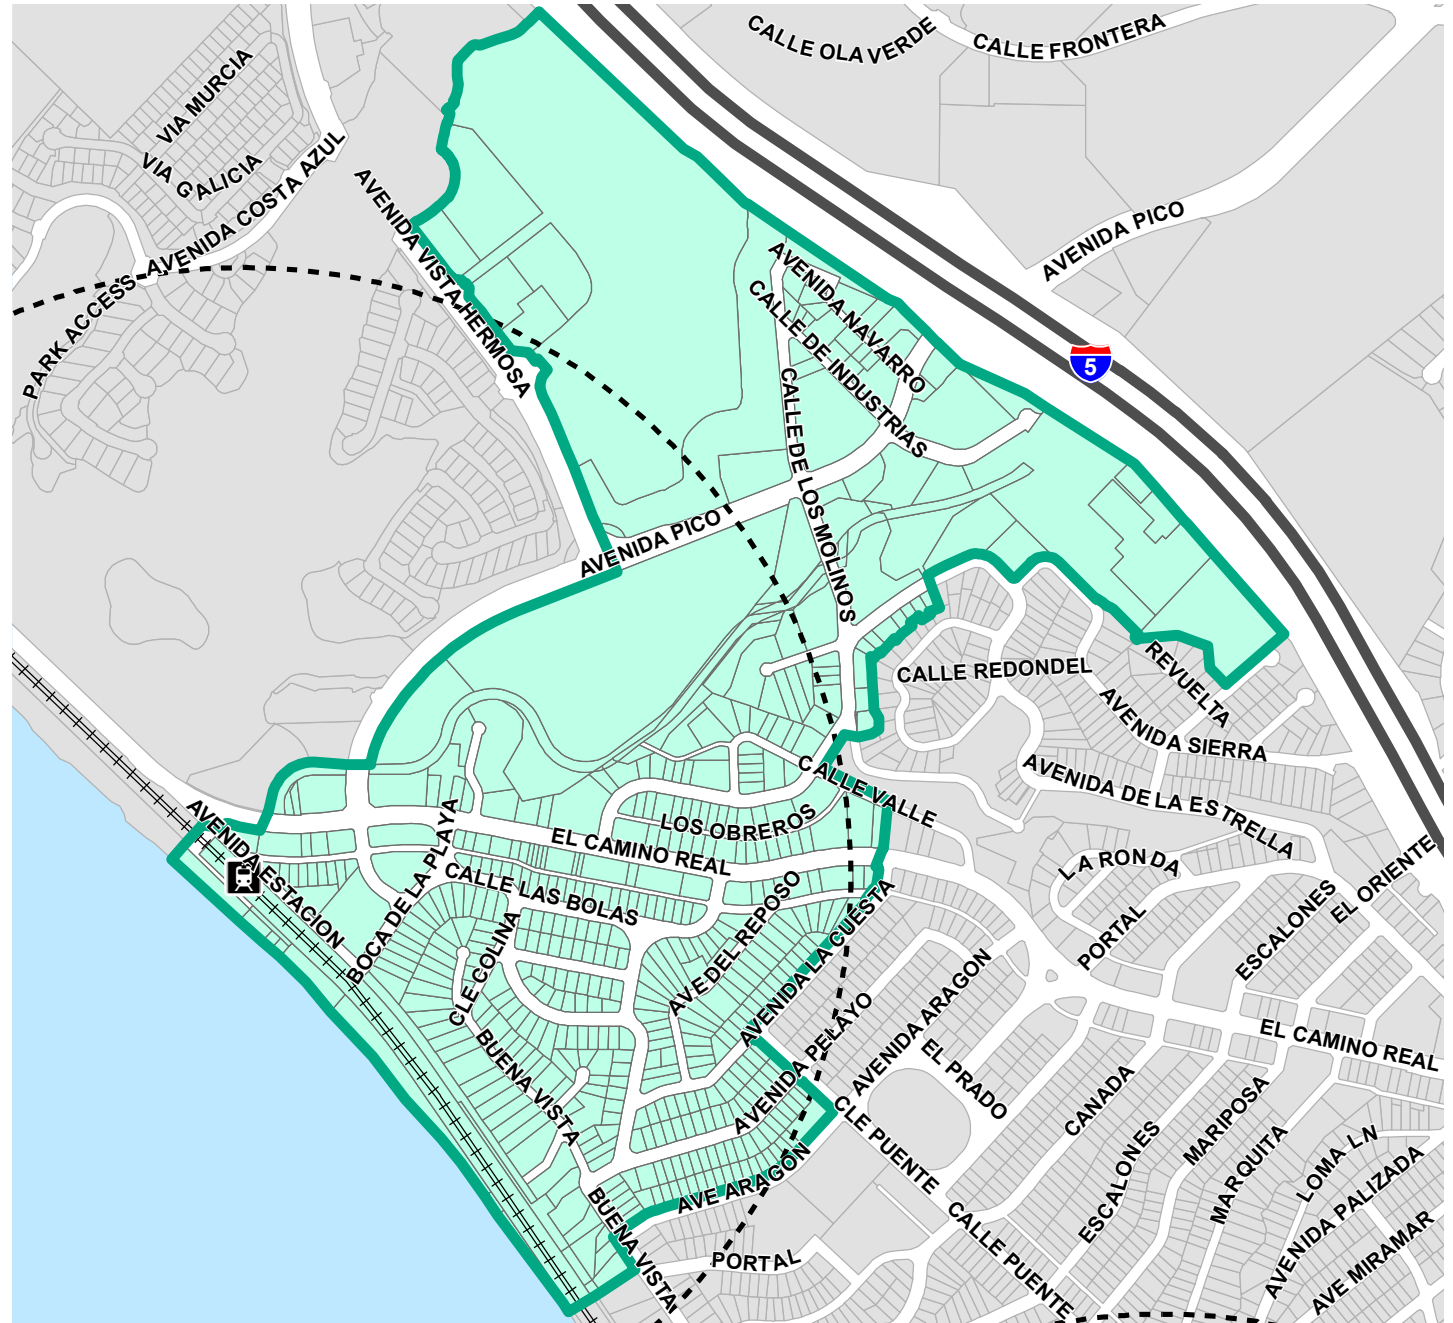 CALLE OLA VERDE
CALLE FRONTERA
VIA MURCIA
VIA GALICIA
AVENIDA COSTA AZUL
PARK ACCESS
AVENIDA VISTA HERMOSA
AVENIDA PICO
AVENIDA NAVARRO
CALLE DE INDUSTRIAS
5
CALLE DE LOS MOLINOS
AVENIDA PICO
CALLE REDONDEL
REVUELTA
AVENIDA SIERRA
AVENIDA DE LA ESTRELLA
CALLE VALLE
LOS OBREROS
EL CAMINO REAL
AVENIDA ESTACION
BOCA DE LA PLAYA
CALLE LAS BOLAS
CLE COLINA
AVE DEL REPOSO
AVENIDA LA CUESTA
LA RONDA
PORTAL
ESCALONES
EL ORIENTE
AVENIDA PELAYO
AVENIDA ARAGON
EL PRADO
EL CAMINO REAL
BUENA VISTA
CLE PUENTE
CANADA
ESCALONES
MARIPOSA
MARQUITA
LOMA LN
AVENIDA PALIZADA
AVE MIRAMAR
AVE ARAGON
BUENA VISTA
PORTAL
CALLE PUENTE